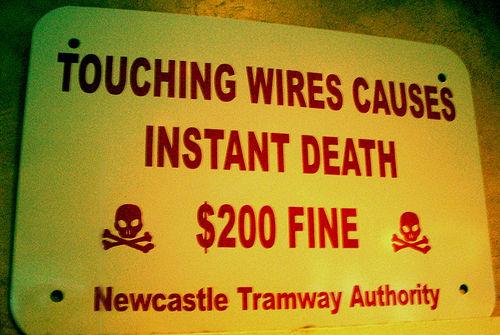 TOUCHING WIRES CAUSES
INSTANT DEATH
$200 FINE
Newcastle Tramway Authority